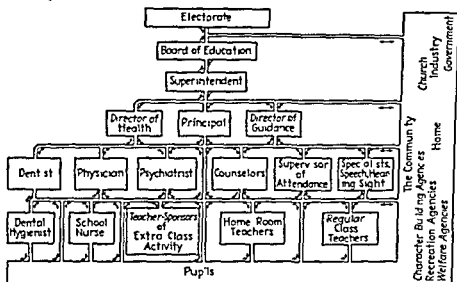 Electorate
Board of Education
Superintendent
Director of
Health
Principal
Director of
Guidance
Dentist
Physician
Psychiatrist
Counselors
Supervisor
of
Attendance
Specialists,
Speech, Hear
ing Sight
Dental
Hygienist
School
Nurse
Teacher-Sponsors
of
Extra Class
Activity
Home Room
Teachers
Regular
Class
Teachers
Pupils
Church
Industry
Government
The Community
Home
Character Building Agencies
Recreation Agencies
Welfare Agencies